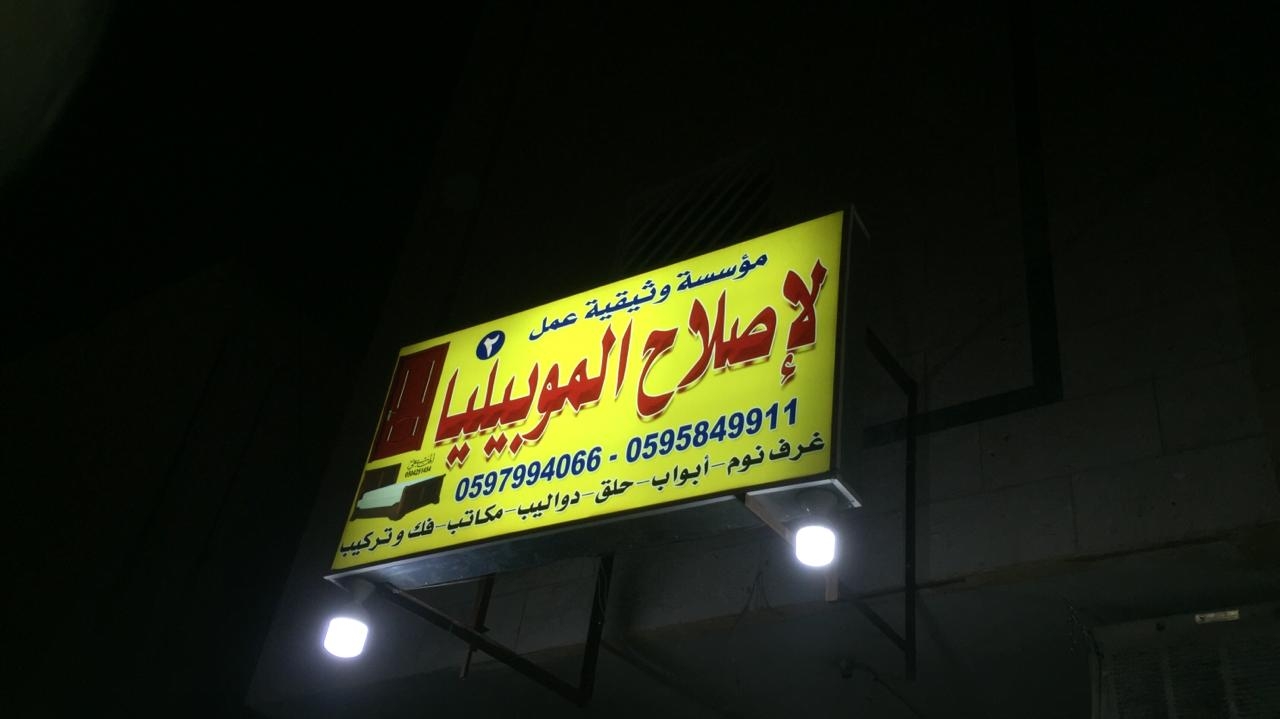 مؤسسة وثيقية عمل ٢
لإصلاح الموبيليا
0597994066 - 0595849911
غرف نوم - أبواب - حلق - دواليب - مكاتب - فك وتركيب